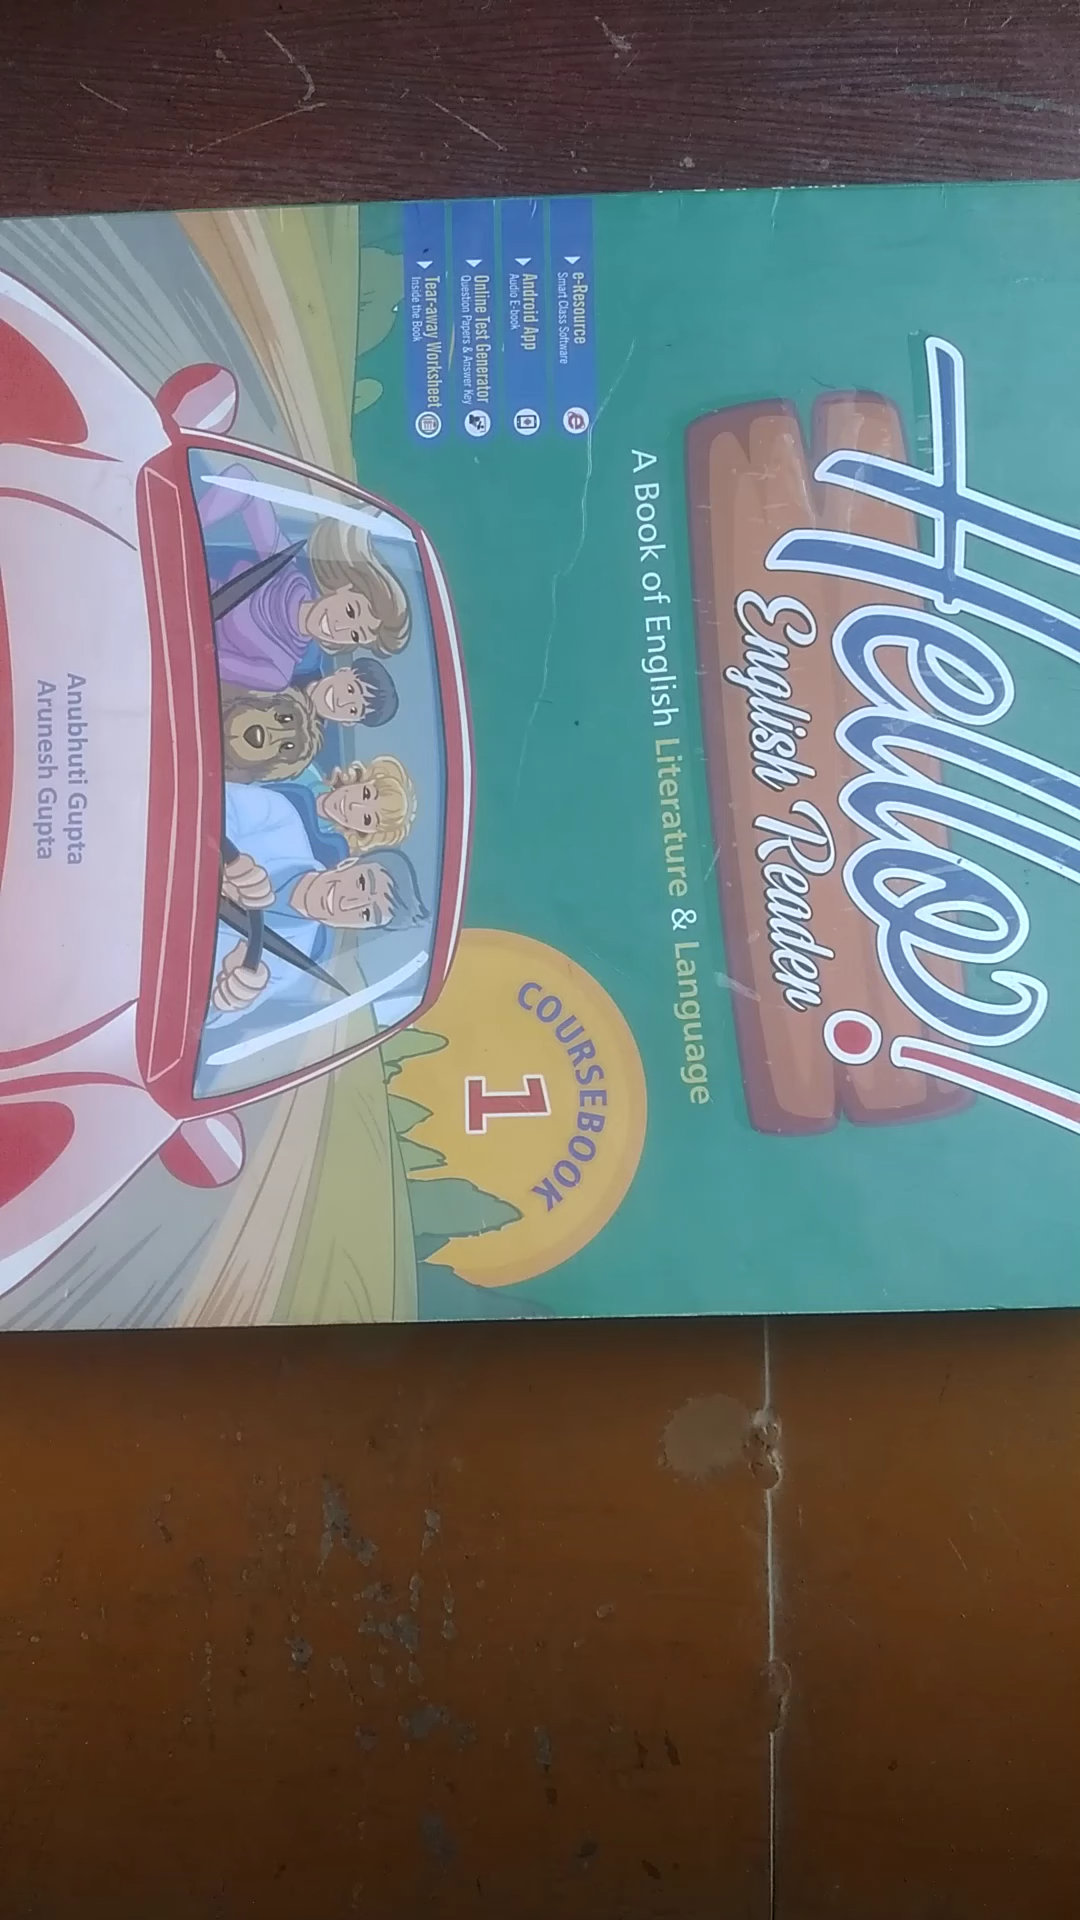 Hello!
English Reader
A Book of English Literature & Language
e-Resource
Smart Class Software
Android App
Audio E-book
Online Test Generator
Question Papers & Answer Key
Tear-away Worksheet
Inside the Book
COURSEBOOK
1
Anubhuti Gupta
Arunesh Gupta